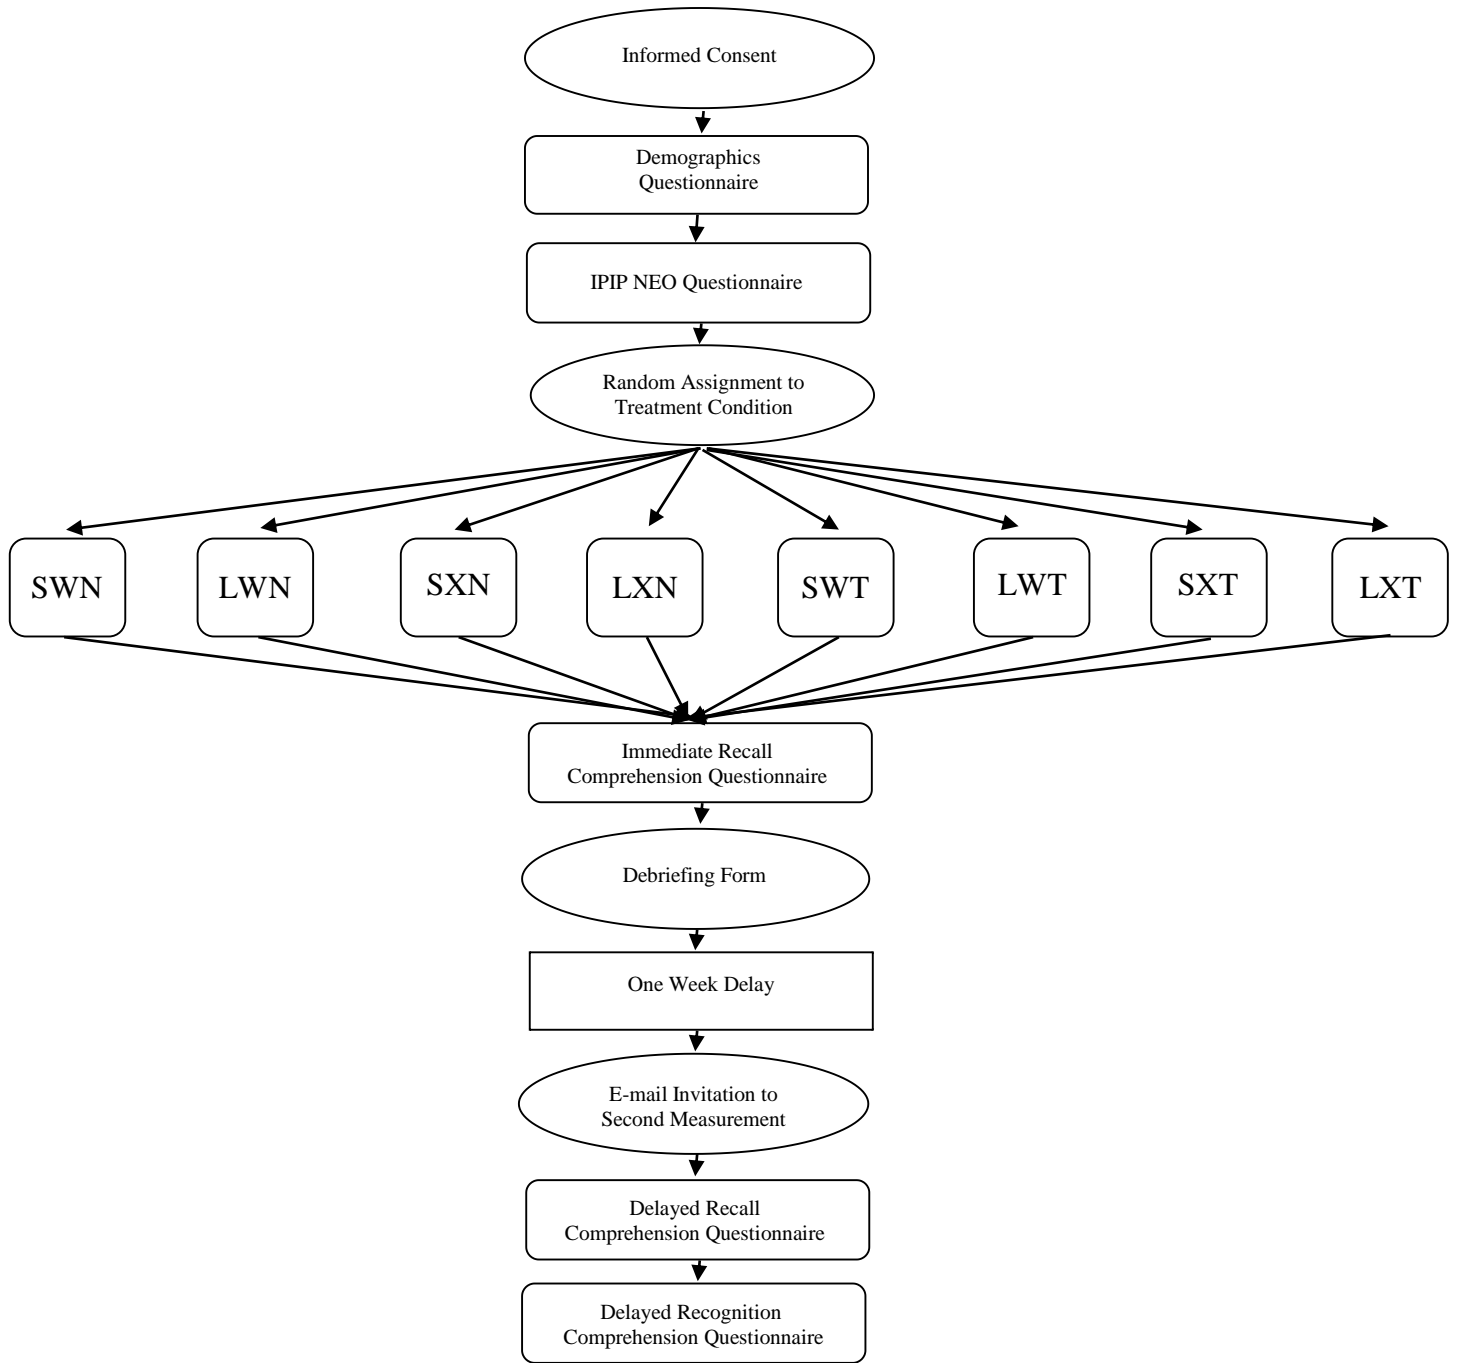 Informed Consent
Demographics
Questionnaire
IPIP NEO Questionnaire
Random Assignment to
Treatment Condition
SWN
LWN
SXN
LXN
SWT
LWT
SXT
LXT
Immediate Recall
Comprehension Questionnaire
Debriefing Form
One Week Delay
E-mail Invitation to
Second Measurement
Delayed Recall
Comprehension Questionnaire
Delayed Recognition
Comprehension Questionnaire